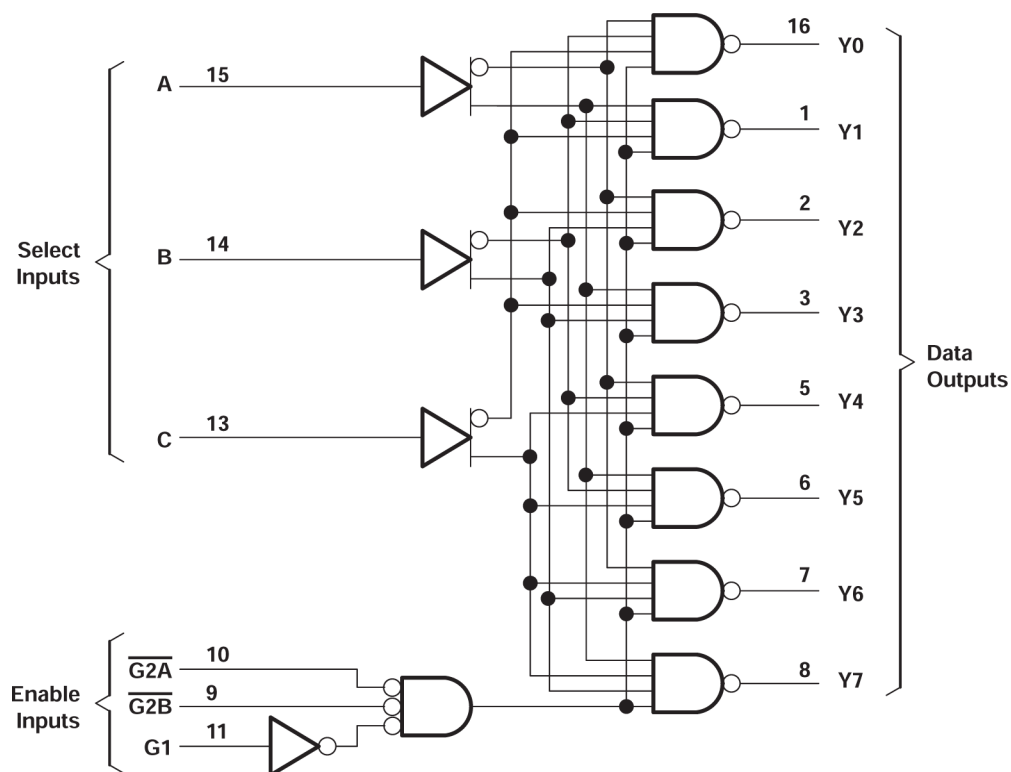 16 Y0
A 15
1 Y1
2 Y2
Select
Inputs
B 14
3 Y3
Data
Outputs
5 Y4
C 13
6 Y5
7 Y6
Enable
Inputs
G2A 10
G2B 9
G1 11
8 Y7